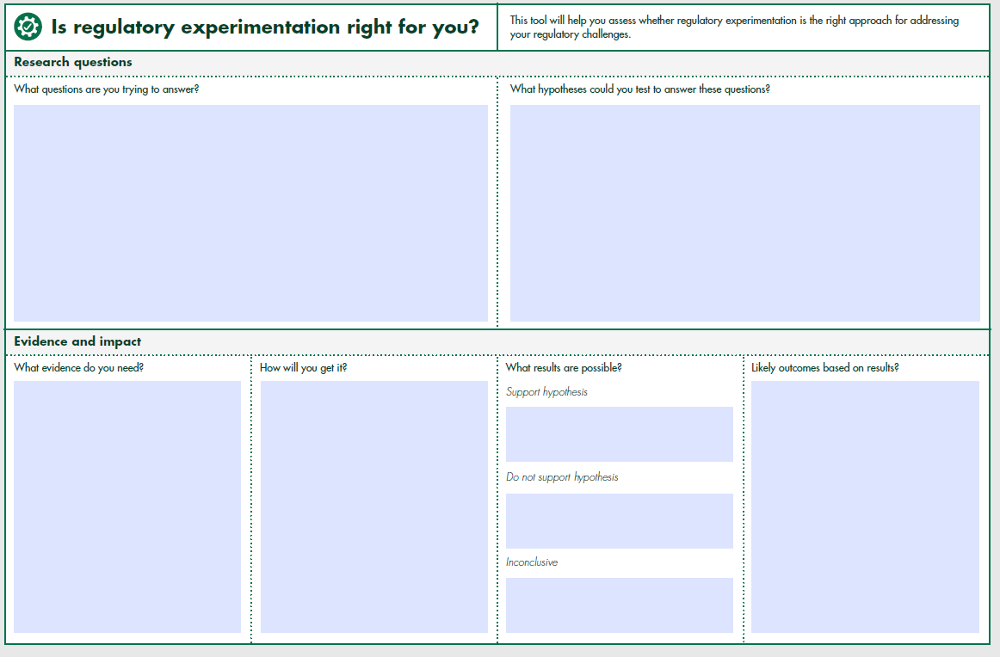 Is regulatory experimentation right for you?
This tool will help you assess whether regulatory experimentation is the right approach for addressing
your regulatory challenges.
Research questions
What questions are you trying to answer?
What hypotheses could you test to answer these questions?
Evidence and impact
What evidence do you need?
How will you get it?
What results are possible?
Support hypothesis
Do not support hypothesis
Inconclusive
Likely outcomes based on results?